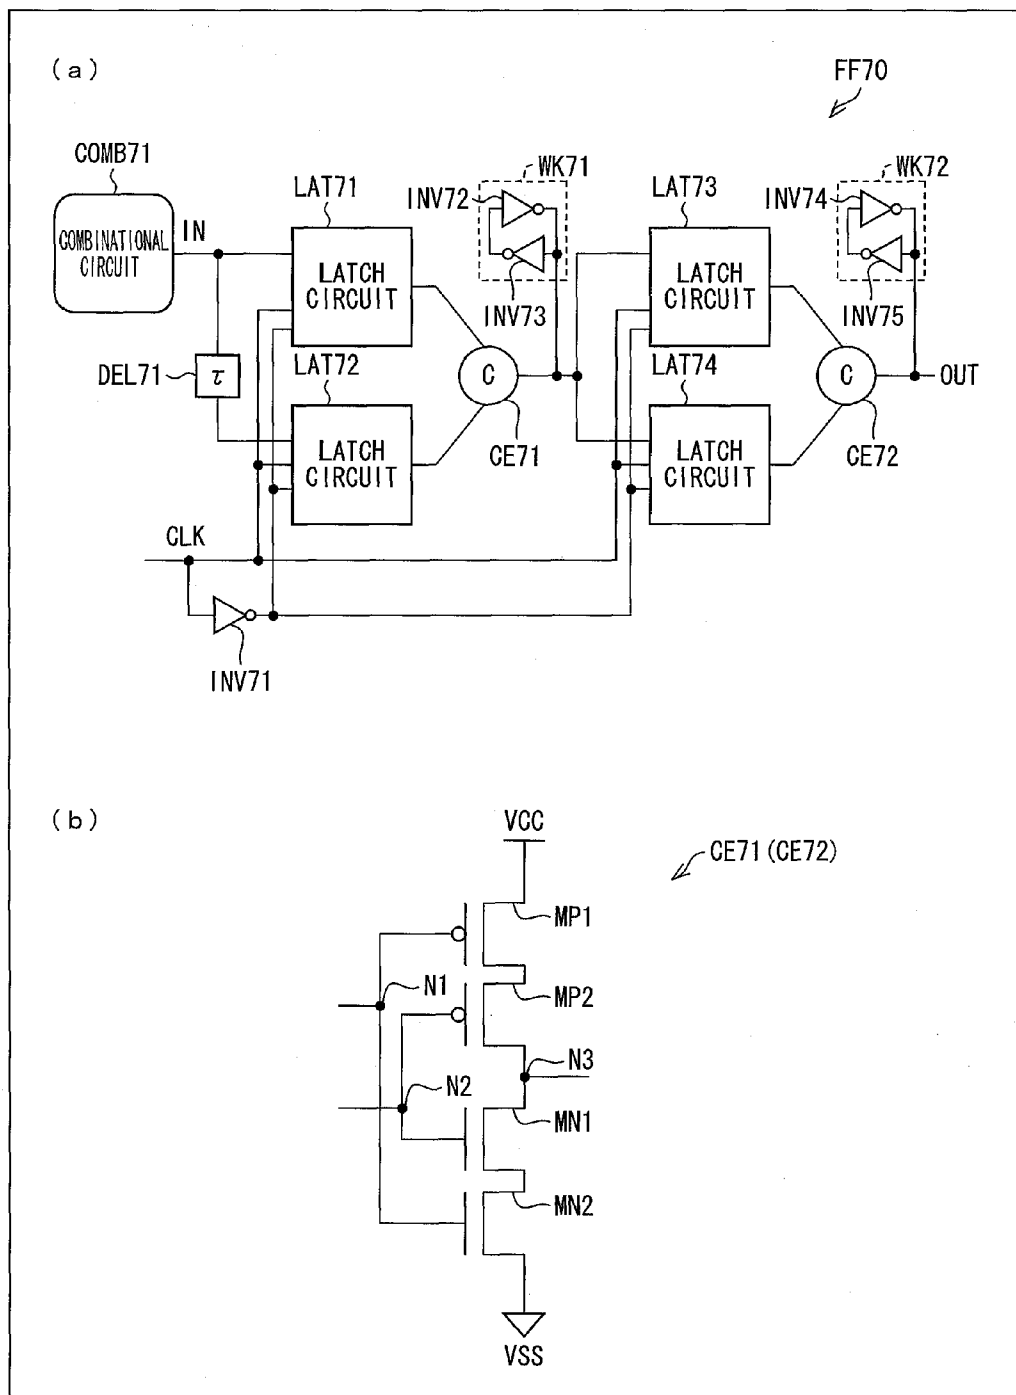 (a)
FF70
COMB71
COMBINATIONAL
CIRCUIT
IN
LAT71
LATCH
CIRCUIT
INV72
WK71
INV73
LAT73
LATCH
CIRCUIT
INV74
WK72
INV75
DEL71
τ
LAT72
LATCH
CIRCUIT
C
CE71
LAT74
LATCH
CIRCUIT
C
CE72
OUT
CLK
INV71
(b)
VCC
CE71(CE72)
MP1
N1
MP2
N3
N2
MN1
MN2
VSS